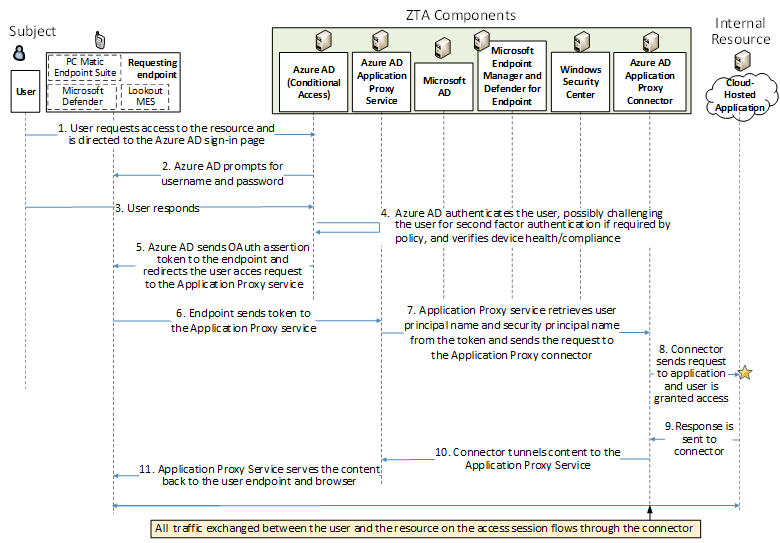 ZTA Components
Subject
Internal
Resource
PC Matic
Endpoint Suite
Requesting
endpoint
Microsoft
Defender
Lookout
MES
User
Azure AD
(Conditional
Access)
Azure AD
Application
Proxy
Service
Microsoft
AD
Microsoft
Endpoint
Manager and
Defender for
Endpoint
Windows
Security
Center
Azure AD
Application
Proxy
Connector
Cloud-
Hosted
Application
1. User requests access to the resource and
is directed to the Azure AD sign-in page
2. Azure AD prompts for
username and password
3. User responds
4. Azure AD authenticates the user, possibly challenging
the user for second factor authentication if required by
policy, and verifies device health/compliance
5. Azure AD sends OAuth assertion
token to the endpoint and
redirects the user acces request
to the Application Proxy service
6. Endpoint sends token to
the Application Proxy service
7. Application Proxy service retrieves user
principal name and security principal name
from the token and sends the request to
the Application Proxy connector
8. Connector
sends request
to application
and user is
granted access
9. Response is
sent to
connector
10. Connector tunnels content to the
Application Proxy Service
11. Application Proxy Service serves the content
back to the user endpoint and browser
All traffic exchanged between the user and the resource on the access session flows through the connector